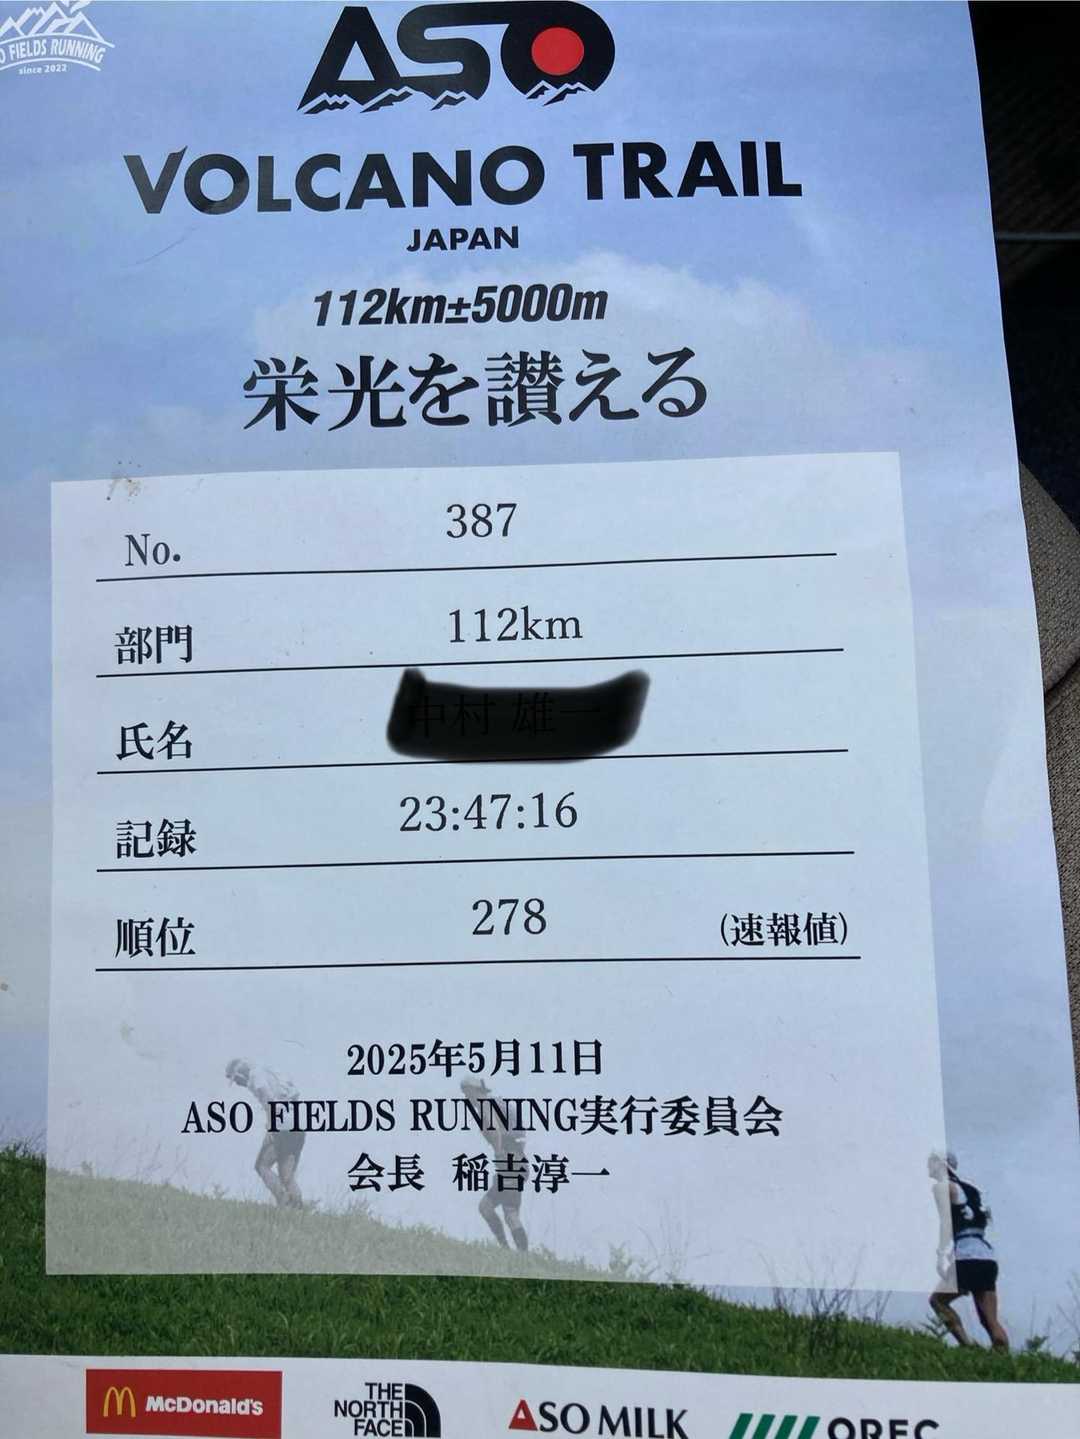 O FIELDS RUNNING
since 2022
ASO
VOLCANO TRAIL
JAPAN
112km±5000m
栄光を讃える
No. 387
部門 112km
氏名
記録 23:47:16
順位 278 (速報値)
2025年5月11日
ASO FIELDS RUNNING実行委員会
会長 稲吉淳一
McDonald's
THE NORTH FACE
ASO MILK
OREC